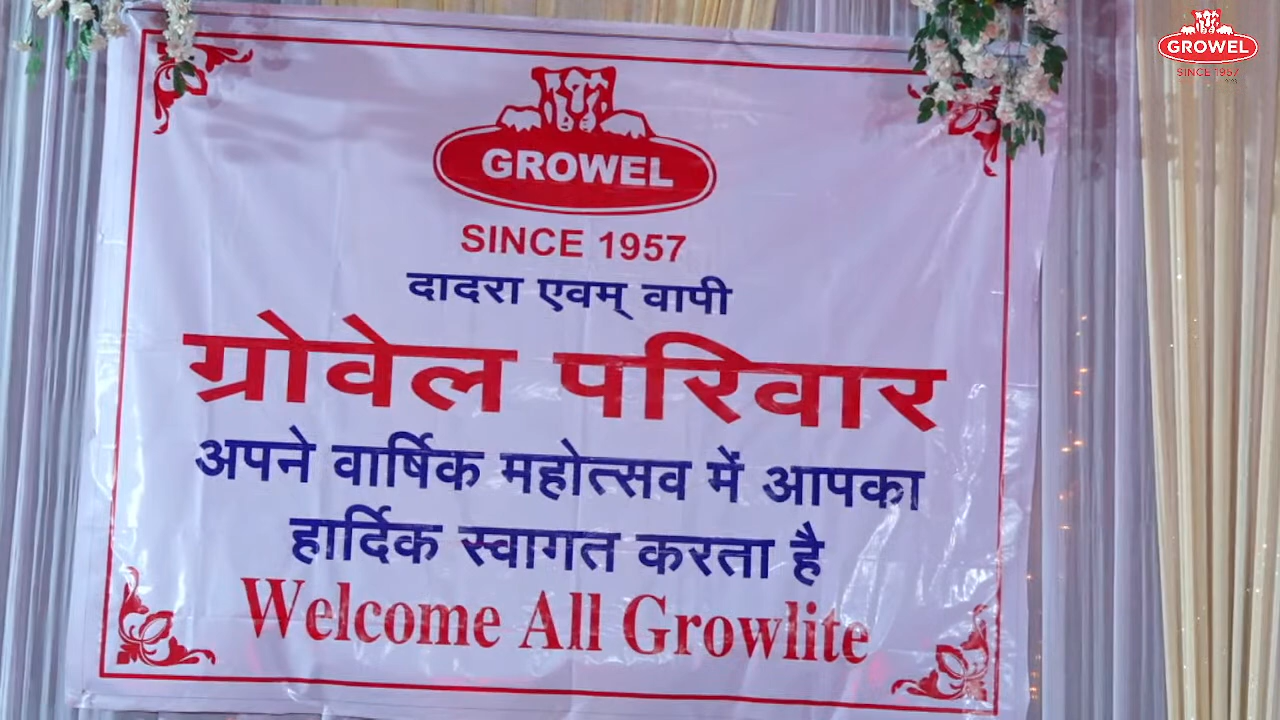 GROWEL
SINCE 1957
दादरा एवम् वापी
ग्रोवेल परिवार
अपने वार्षिक महोत्सव में आपका
हार्दिक स्वागत करता है
Welcome All Growlite
GROWEL
SINCE 1957